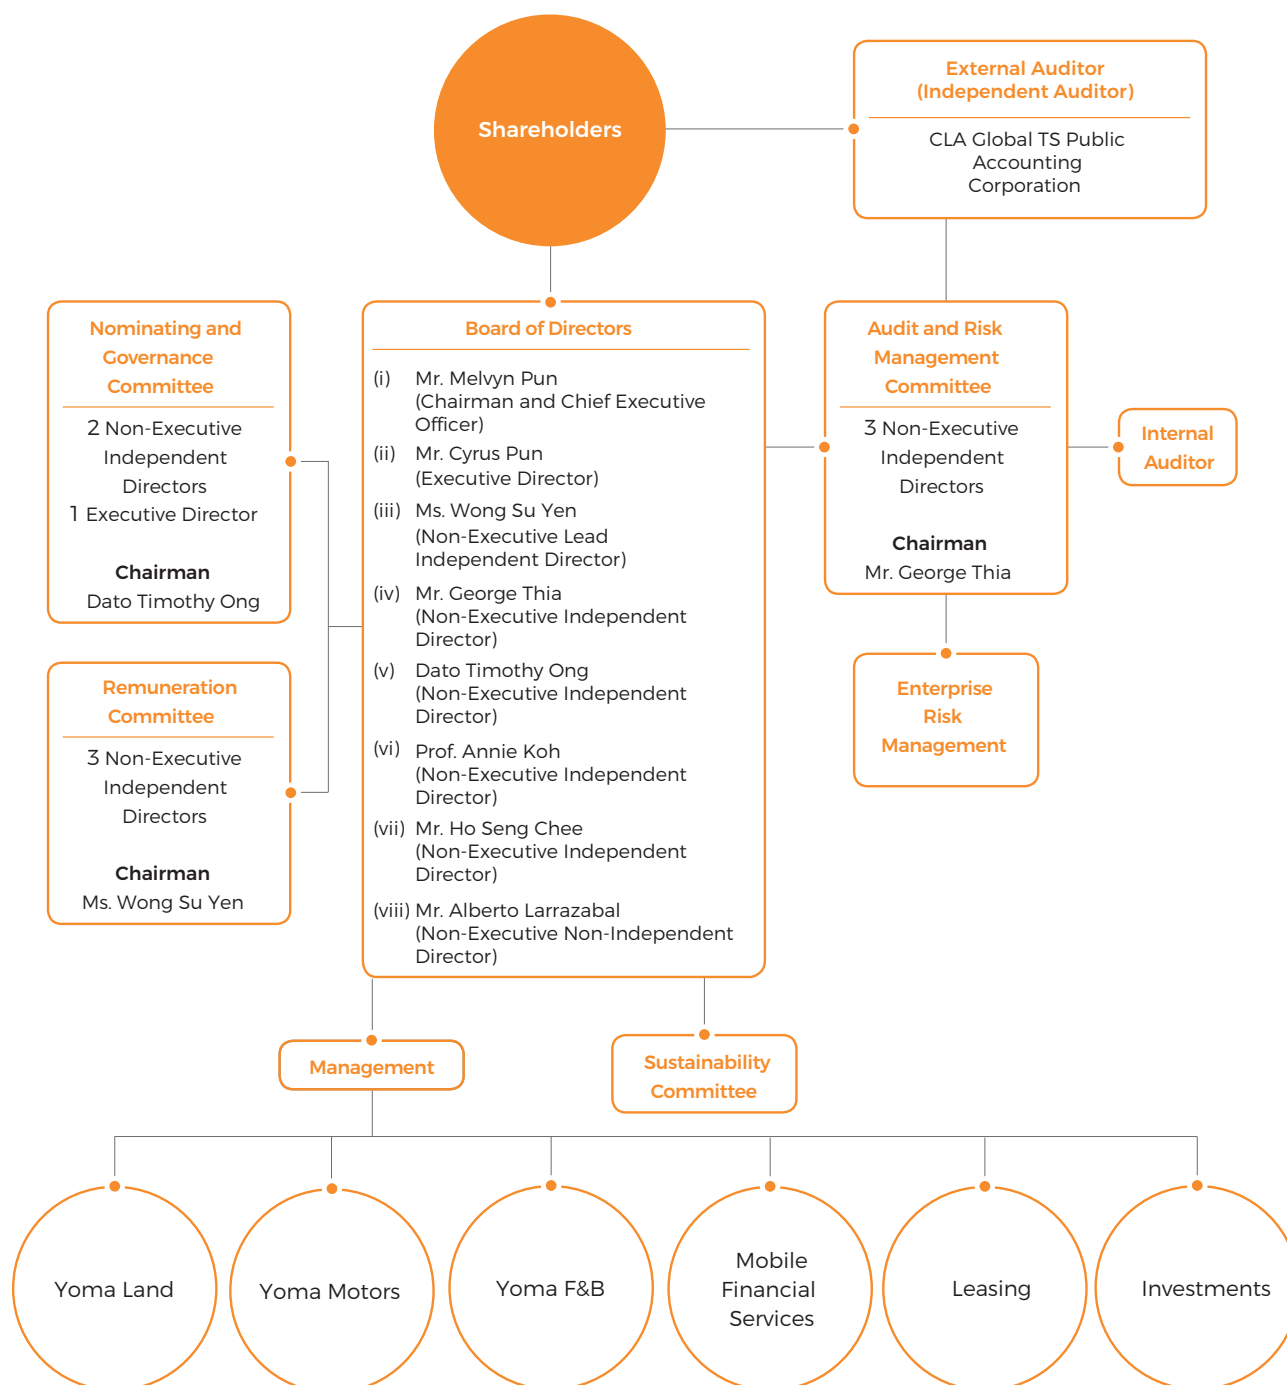 Shareholders
External Auditor
(Independent Auditor)
CLA Global TS Public
Accounting
Corporation
Nominating and
Governance
Committee
2 Non-Executive
Independent
Directors
1 Executive Director
Chairman
Dato Timothy Ong
Remuneration
Committee
3 Non-Executive
Independent
Directors
Chairman
Ms. Wong Su Yen
Board of Directors
(i) Mr. Melvyn Pun
(Chairman and Chief Executive
Officer)
(ii) Mr. Cyrus Pun
(Executive Director)
(iii) Ms. Wong Su Yen
(Non-Executive Lead
Independent Director)
(iv) Mr. George Thia
(Non-Executive Independent
Director)
(v) Dato Timothy Ong
(Non-Executive Independent
Director)
(vi) Prof. Annie Koh
(Non-Executive Independent
Director)
(vii) Mr. Ho Seng Chee
(Non-Executive Independent
Director)
(viii) Mr. Alberto Larrazabal
(Non-Executive Non-Independent
Director)
Audit and Risk
Management
Committee
3 Non-Executive
Independent
Directors
Chairman
Mr. George Thia
Internal
Auditor
Enterprise
Risk
Management
Management
Sustainability
Committee
Yoma Land
Yoma Motors
Yoma F&B
Mobile
Financial
Services
Leasing
Investments